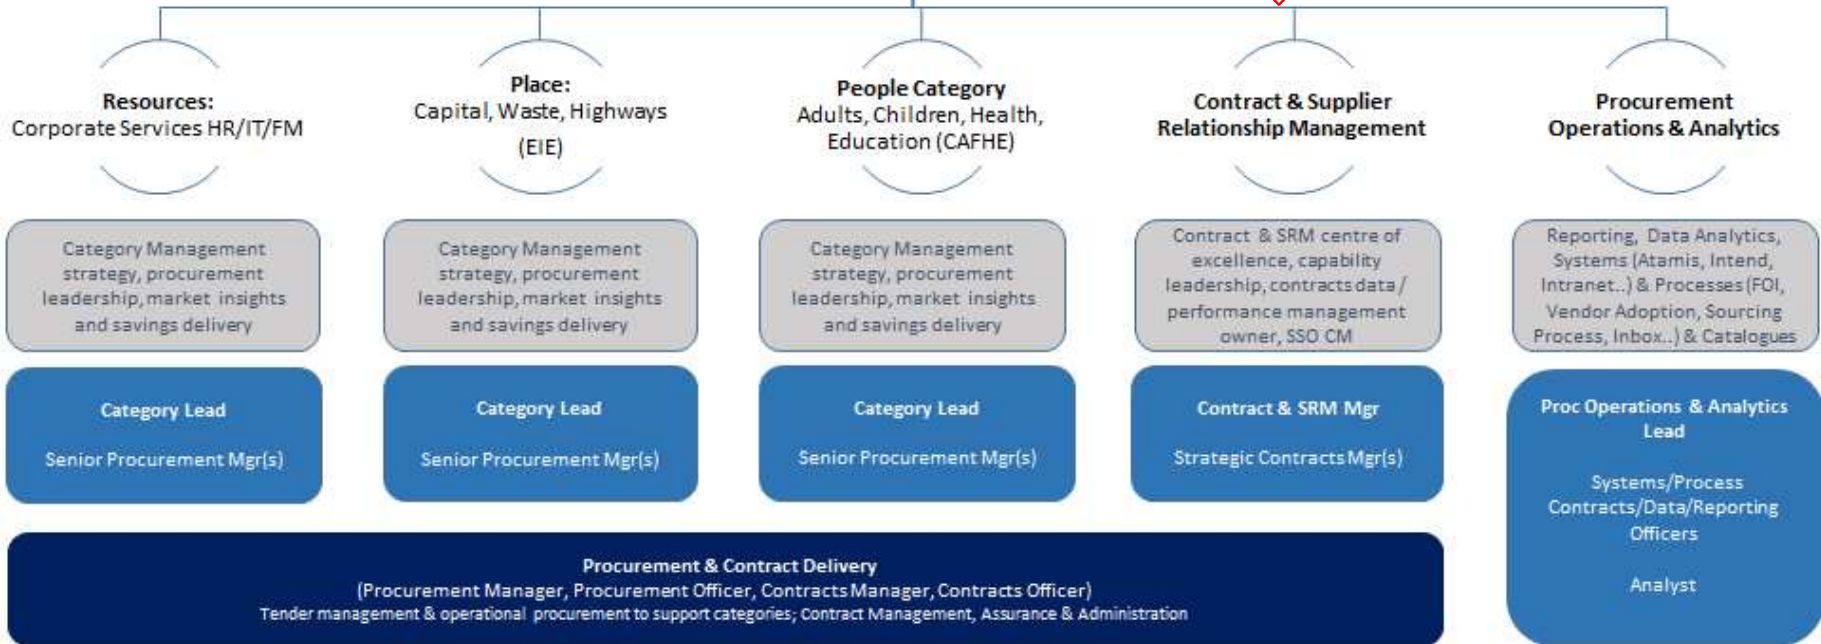 Resources:
Corporate Services HR/IT/FM
Place:
Capital, Waste, Highways
(EIE)
People Category
Adults, Children, Health,
Education (CAFHE)
Contract & Supplier
Relationship Management
Procurement
Operations & Analytics
Category Management
strategy, procurement
leadership, market insights
and savings delivery
Category Management
strategy, procurement
leadership, market insights
and savings delivery
Category Management
strategy, procurement
leadership, market insights
and savings delivery
Contract & SRM centre of
excellence, capability
leadership, contracts data /
performance management
owner, SSO CM
Reporting, Data Analytics,
Systems (Atamis, Intend,
Intranet..) & Processes (FOI,
Vendor Adoption, Sourcing
Process, Inbox..) & Catalogues
Category Lead
Senior Procurement Mgr(s)
Category Lead
Senior Procurement Mgr(s)
Category Lead
Senior Procurement Mgr(s)
Contract & SRM Mgr
Strategic Contracts Mgr(s)
Proc Operations & Analytics
Lead
Systems/Process
Contracts/Data/Reporting
Officers
Analyst
Procurement & Contract Delivery
(Procurement Manager, Procurement Officer, Contracts Manager, Contracts Officer)
Tender management & operational procurement to support categories; Contract Management, Assurance & Administration